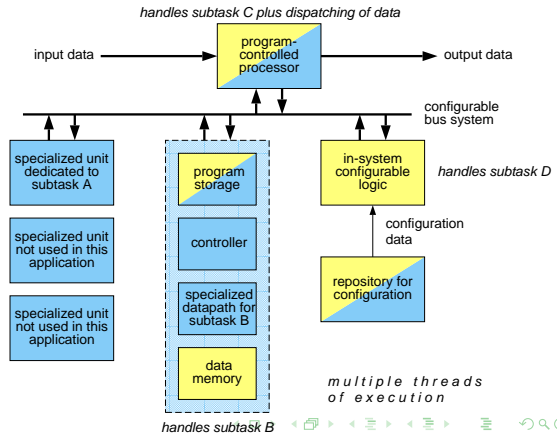 handles subtask C plus dispatching of data
input data
program-
controlled
processor
output data
configurable
bus system
specialized unit
dedicated to
subtask A
specialized unit
not used in this
application
specialized unit
not used in this
application
program
storage
controller
specialized
datapath for
subtask B
data
memory
handles subtask B
in-system
configurable
logic
handles subtask D
configuration
data
repository for
configuration
multiple threads
of execution